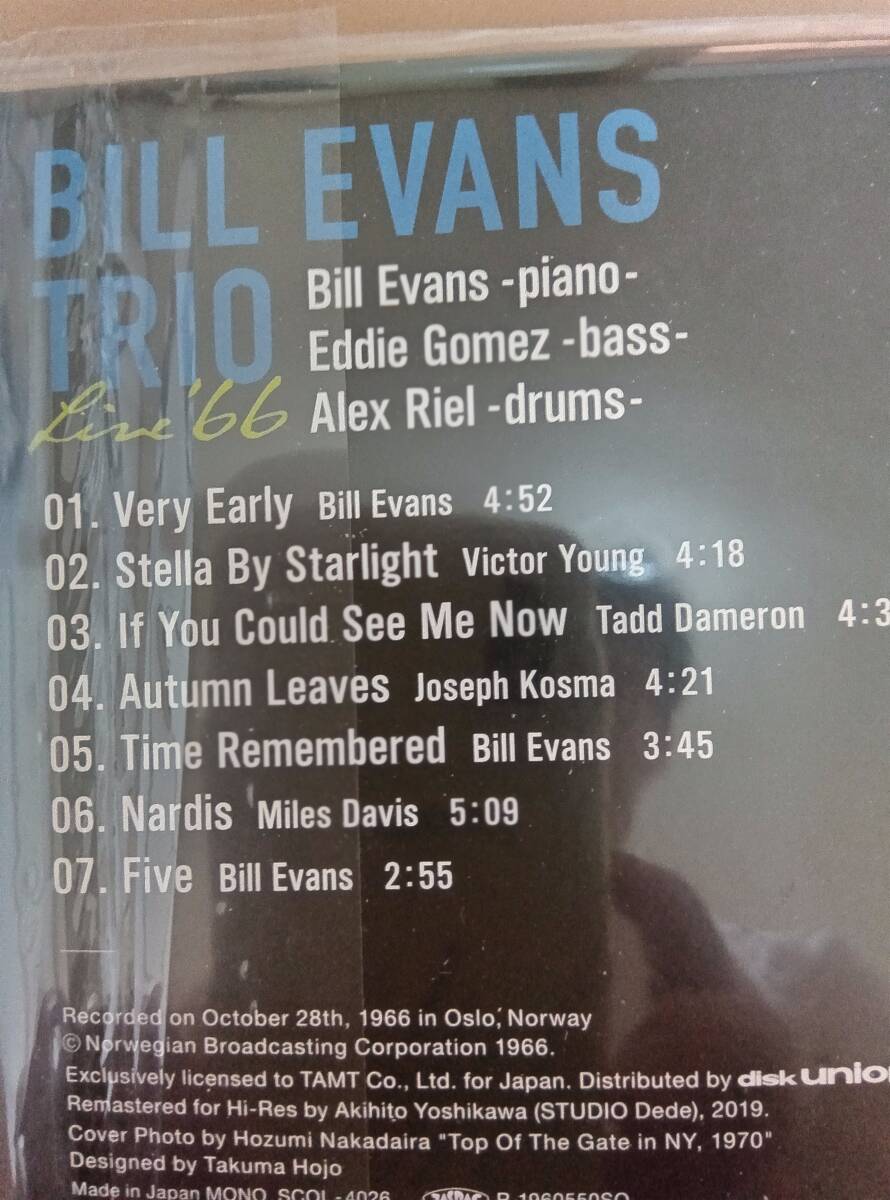 BILL EVANS
TRIO
Live '66
Bill Evans -piano-
Eddie Gomez -bass-
Alex Riel -drums-
01. Very Early Bill Evans 4:52
02. Stella By Starlight Victor Young 4:18
03. If You Could See Me Now Tadd Dameron 4:3
04. Autumn Leaves Joseph Kosma 4:21
05. Time Remembered Bill Evans 3:45
06. Nardis Miles Davis 5:09
07. Five Bill Evans 2:55
Recorded on October 28th, 1966 in Oslo, Norway
© Norwegian Broadcasting Corporation 1966.
Exclusively licensed to TAMT Co., Ltd. for Japan. Distributed by disk unio
Remastered for Hi-Res by Akihito Yoshikawa (STUDIO Dede), 2019.
Cover Photo by Hozumi Nakadaira "Top Of The Gate in NY, 1970"
Designed by Takuma Hojo
Made in Japan MONO SCOL-4026